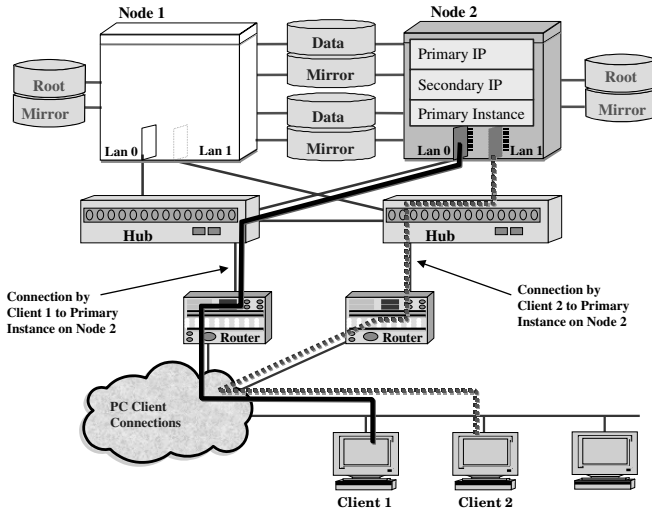 Node 1
Node 2
Data
Mirror
Data
Mirror
Root
Mirror
Primary IP
Secondary IP
Primary Instance
Root
Mirror
Lan 0
Lan 1
Lan 0
Lan 1
Hub
Hub
Connection by
Client 1 to Primary
Instance on Node 2
Connection by
Client 2 to Primary
Instance on Node 2
Router
Router
PC Client
Connections
Client 1
Client 2